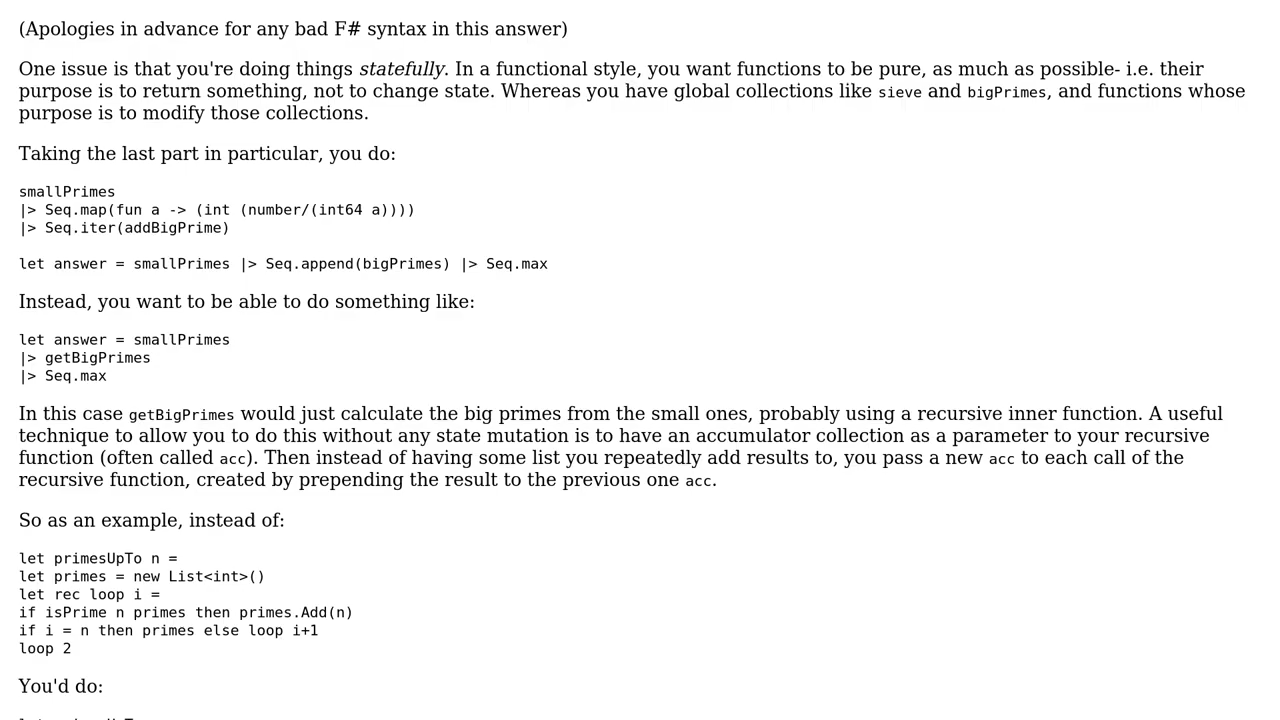 (Apologies in advance for any bad F# syntax in this answer)
One issue is that you're doing things statefully. In a functional style, you want functions to be pure, as much as possible- i.e. their
purpose is to return something, not to change state. Whereas you have global collections like sieve and bigPrimes, and functions whose
purpose is to modify those collections.
Taking the last part in particular, you do:
smallPrimes
|> Seq.map(fun a -> (int (number/(int64 a))))
|> Seq.iter(addBigPrime)
let answer = smallPrimes |> Seq.append(bigPrimes) |> Seq.max
Instead, you want to be able to do something like:
let answer = smallPrimes
|> getBigPrimes
|> Seq.max
In this case getBigPrimes would just calculate the big primes from the small ones, probably using a recursive inner function. A useful
technique to allow you to do this without any state mutation is to have an accumulator collection as a parameter to your recursive
function (often called acc). Then instead of having some list you repeatedly add results to, you pass a new acc to each call of the
recursive function, created by prepending the result to the previous one acc.
So as an example, instead of:
let primesUpTo n =
let primes = new List<int>()
let rec loop i =
if isPrime n primes then primes.Add(n)
if i = n then primes else loop i+1
loop 2
You'd do: